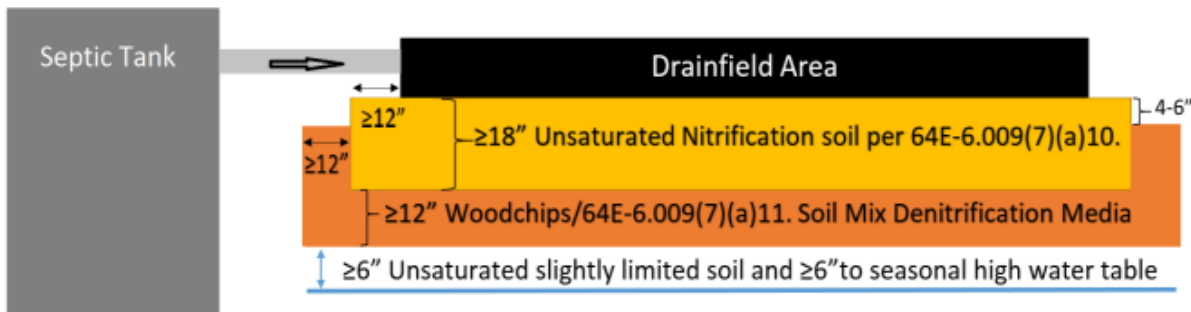 Septic Tank
Drainfield Area
4-6”
≥12”
≥18” Unsaturated Nitrification soil per 64E-6.009(7)(a)10.
≥12”
≥12” Woodchips/64E-6.009(7)(a)11. Soil Mix Denitrification Media
≥6” Unsaturated slightly limited soil and ≥6”to seasonal high water table